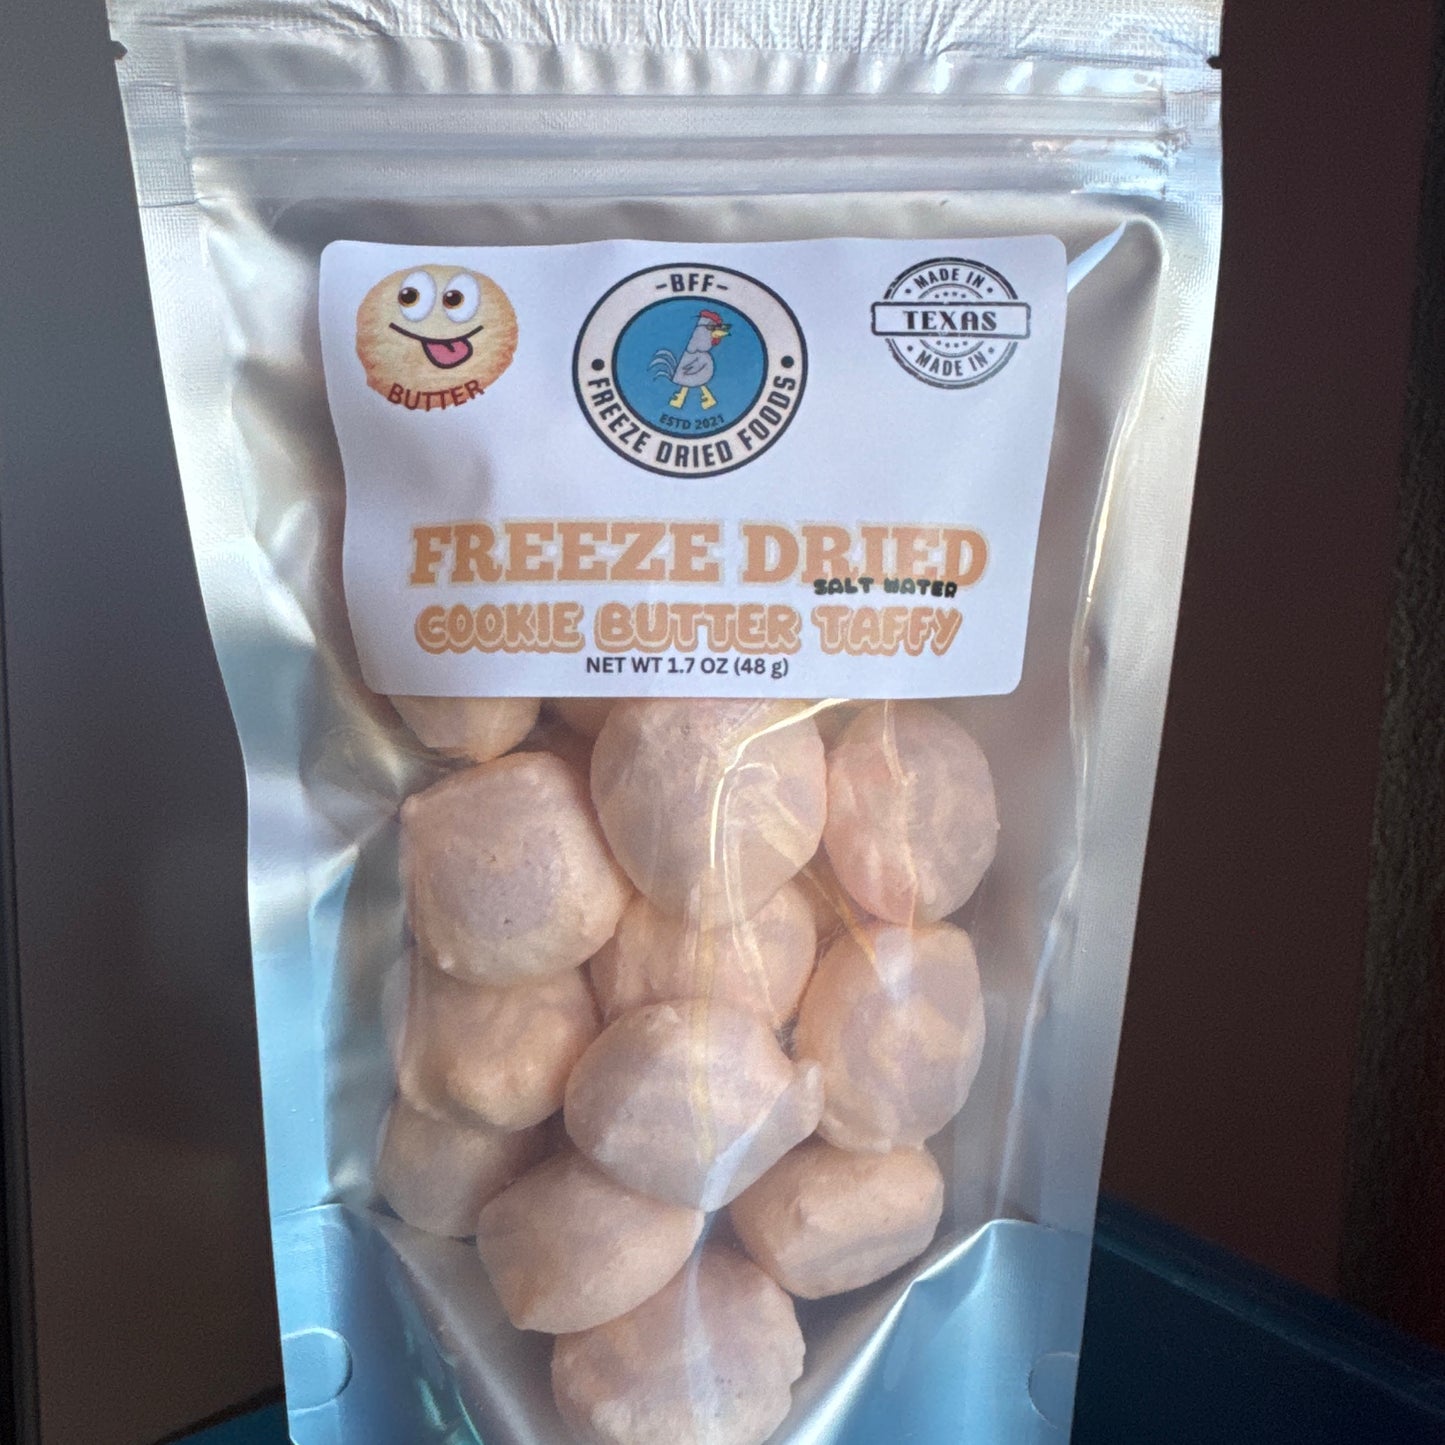 BUTTER
-BFF-
ESTD 2021
FREEZE DRIED FOODS
MADE IN
TEXAS
MADE IN
FREEZE DRIED
SALT WATER
COOKIE BUTTER TAFFY
NET WT 1.7 OZ (48 g)